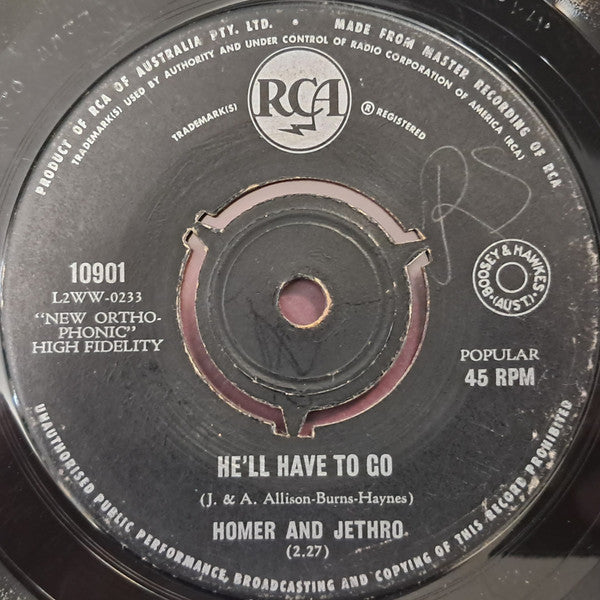 PRODUCT OF RCA OF AUSTRALIA PTY. LTD. • MADE FROM MASTER RECORDING OF RCA
TRADEMARK(S) USED BY AUTHORITY AND UNDER CONTROL OF RADIO CORPORATION OF AMERICA (RCA)
RCA
TRADEMARK(S) ® REGISTERED
RS
10901
L2WW-0233
"NEW ORTHO-
PHONIC"
HIGH FIDELITY
BOOSEY & HAWKES
(AUST.)
POPULAR
45 RPM
HE'LL HAVE TO GO
(J. & A. Allison-Burns-Haynes)
HOMER AND JETHRO
(2.27)
UNAUTHORISED PUBLIC PERFORMANCE, BROADCASTING AND COPYING OF THIS RECORD PROHIBITED